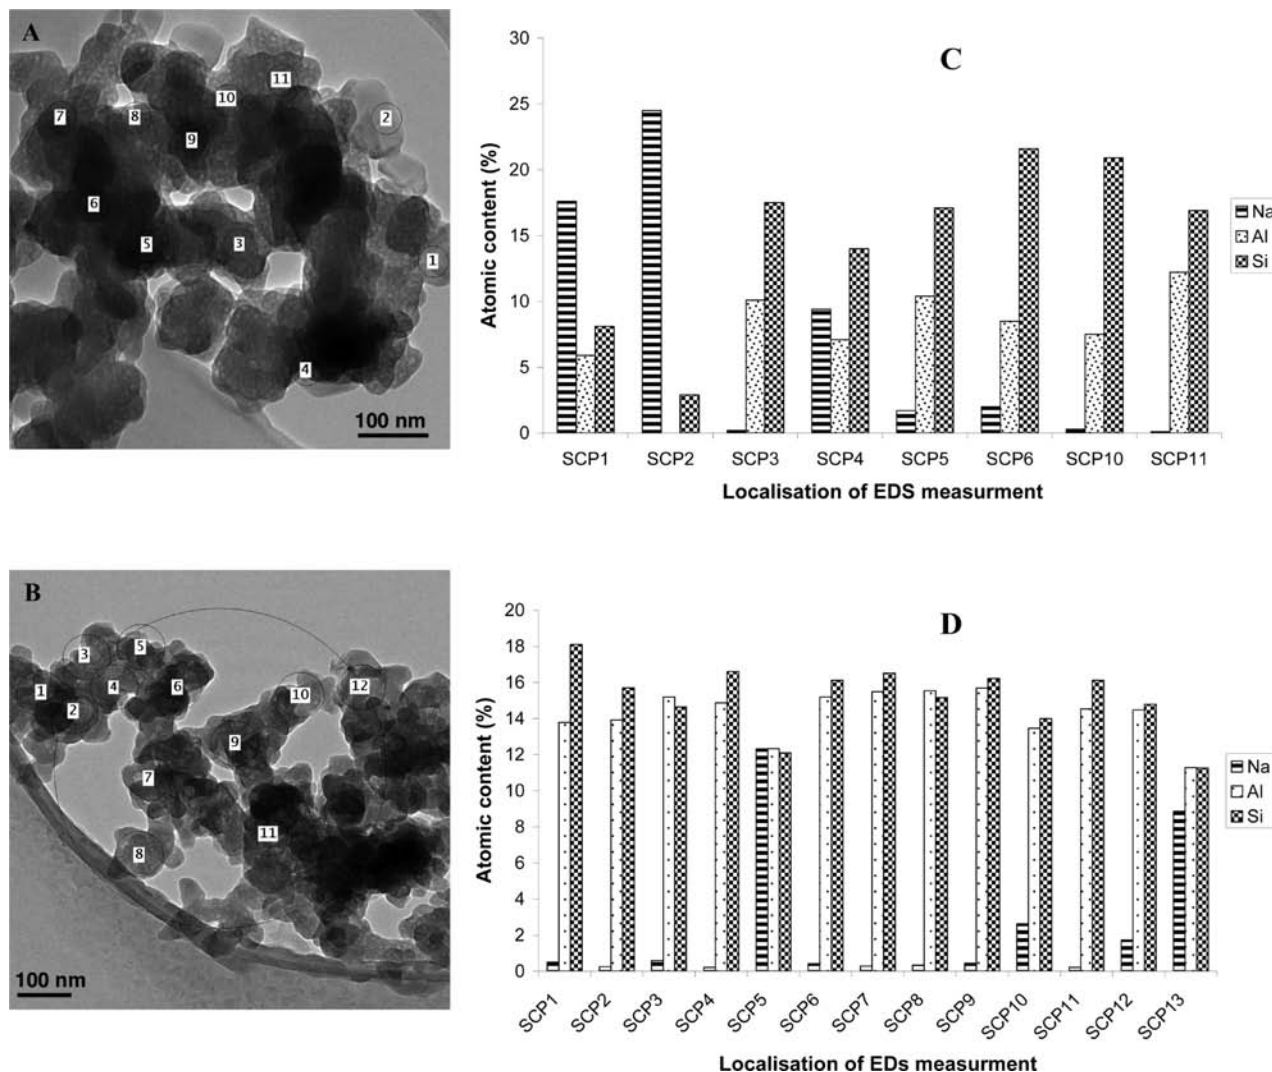 A
11
10
2
7
8
9
6
5
3
1
4
100 nm
C
30
25
20
15
10
5
0
Atomic content (%)
SCP1 SCP2 SCP3 SCP4 SCP5 SCP6 SCP10 SCP11
Localisation of EDS measurment
Na
Al
Si
B
5
3
1
4
6
10
12
2
9
7
11
8
100 nm
D
20
18
16
14
12
10
8
6
4
2
0
Atomic content (%)
SCP1 SCP2 SCP3 SCP4 SCP5 SCP6 SCP7 SCP8 SCP9 SCP10 SCP11 SCP12 SCP13
Localisation of EDs measurment
Na
Al
Si